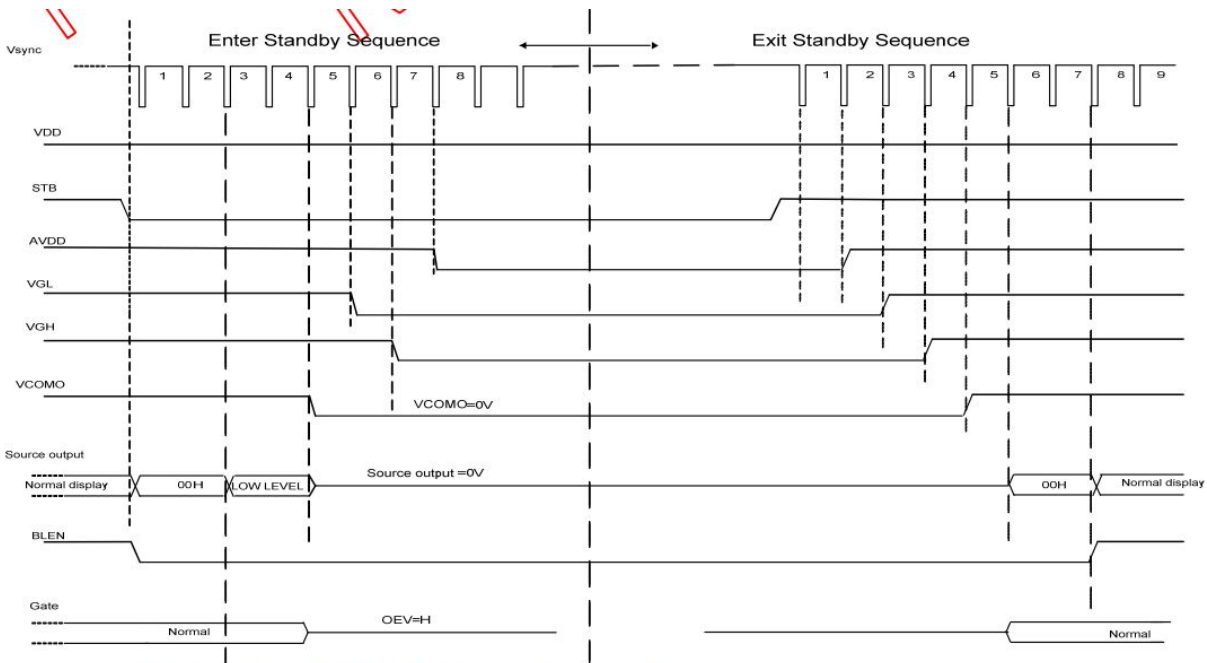 Enter Standby Sequence
Exit Standby Sequence
Vsync
1 2 3 4 5 6 7 8
1 2 3 4 5 6 7 8 9
VDD
STB
AVDD
VGL
VGH
VCOMO
VCOMO=0V
Source output
Normal display
00H
LOW LEVEL
Source output =0V
00H
Normal display
BLEN
Gate
Normal
OEV=H
Normal